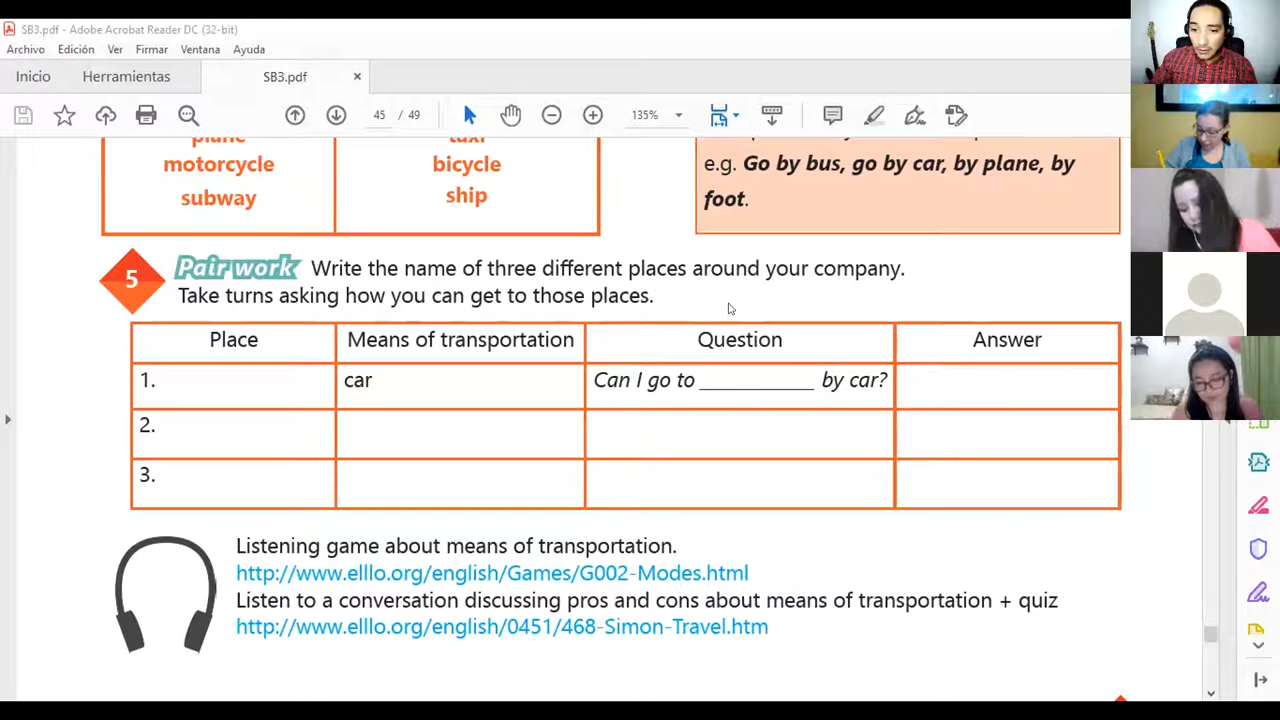 SB3.pdf - Adobe Acrobat Reader DC (32-bit)
Archivo Edición Ver Firmar Ventana Ayuda
Inicio Herramientas SB3.pdf ×
45 / 49 135%
plane taxi
motorcycle bicycle
subway ship
e.g. Go by bus, go by car, by plane, by
foot.
5 Pair work Write the name of three different places around your company.
Take turns asking how you can get to those places.
Place Means of transportation Question Answer
1. car Can I go to __________ by car?
2.
3.
Listening game about means of transportation.
http://www.elllo.org/english/Games/G002-Modes.html
Listen to a conversation discussing pros and cons about means of transportation + quiz
http://www.elllo.org/english/0451/468-Simon-Travel.htm